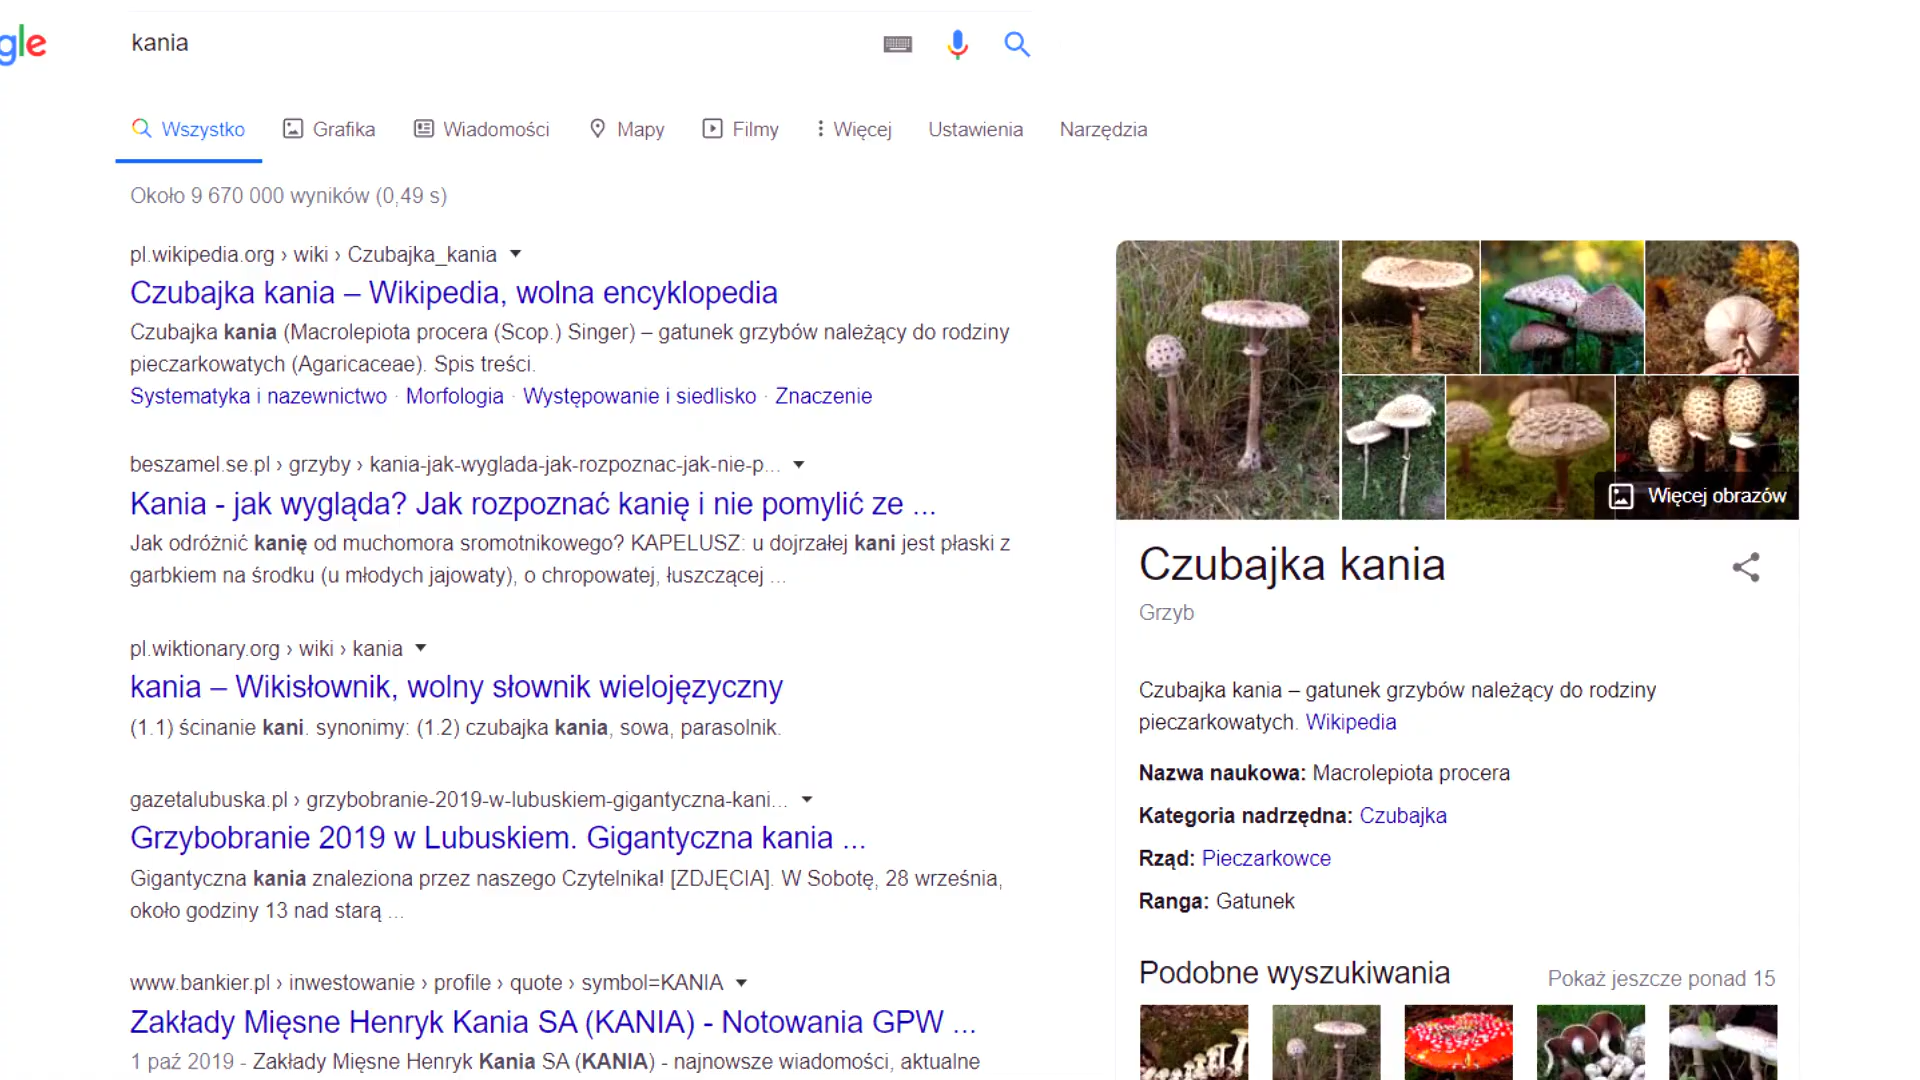 gle
kania
Wszystko Grafika Wiadomości Mapy Filmy Więcej Ustawienia Narzędzia
Około 9 670 000 wyników (0,49 s)
pl.wikipedia.org › wiki › Czubajka_kania
Czubajka kania – Wikipedia, wolna encyklopedia
Czubajka kania (Macrolepiota procera (Scop.) Singer) – gatunek grzybów należący do rodziny
pieczarkowatych (Agaricaceae). Spis treści.
Systematyka i nazewnictwo · Morfologia · Występowanie i siedlisko · Znaczenie
beszamel.se.pl › grzyby › kania-jak-wyglada-jak-rozpoznac-jak-nie-p...
Kania - jak wygląda? Jak rozpoznać kanię i nie pomylić ze ...
Jak odróżnić kanię od muchomora sromotnikowego? KAPELUSZ: u dojrzałej kani jest płaski z
garbkiem na środku (u młodych jajowaty), o chropowatej, łuszczącej ...
pl.wiktionary.org › wiki › kania
kania – Wikisłownik, wolny słownik wielojęzyczny
(1.1) ścinanie kani. synonimy: (1.2) czubajka kania, sowa, parasolnik.
gazetalubuska.pl › grzybobranie-2019-w-lubuskiem-gigantyczna-kani...
Grzybobranie 2019 w Lubuskiem. Gigantyczna kania ...
Gigantyczna kania znaleziona przez naszego Czytelnika! [ZDJĘCIA]. W Sobotę, 28 września,
około godziny 13 nad starą ...
www.bankier.pl › inwestowanie › profile › quote › symbol=KANIA
Zakłady Mięsne Henryk Kania SA (KANIA) - Notowania GPW ...
1 paź 2019 - Zakłady Mięsne Henryk Kania SA (KANIA) - najnowsze wiadomości, aktualne
Więcej obrazów
Czubajka kania
Grzyb
Czubajka kania – gatunek grzybów należący do rodziny
pieczarkowatych. Wikipedia
Nazwa naukowa: Macrolepiota procera
Kategoria nadrzędna: Czubajka
Rząd: Pieczarkowce
Ranga: Gatunek
Podobne wyszukiwania Pokaż jeszcze ponad 15